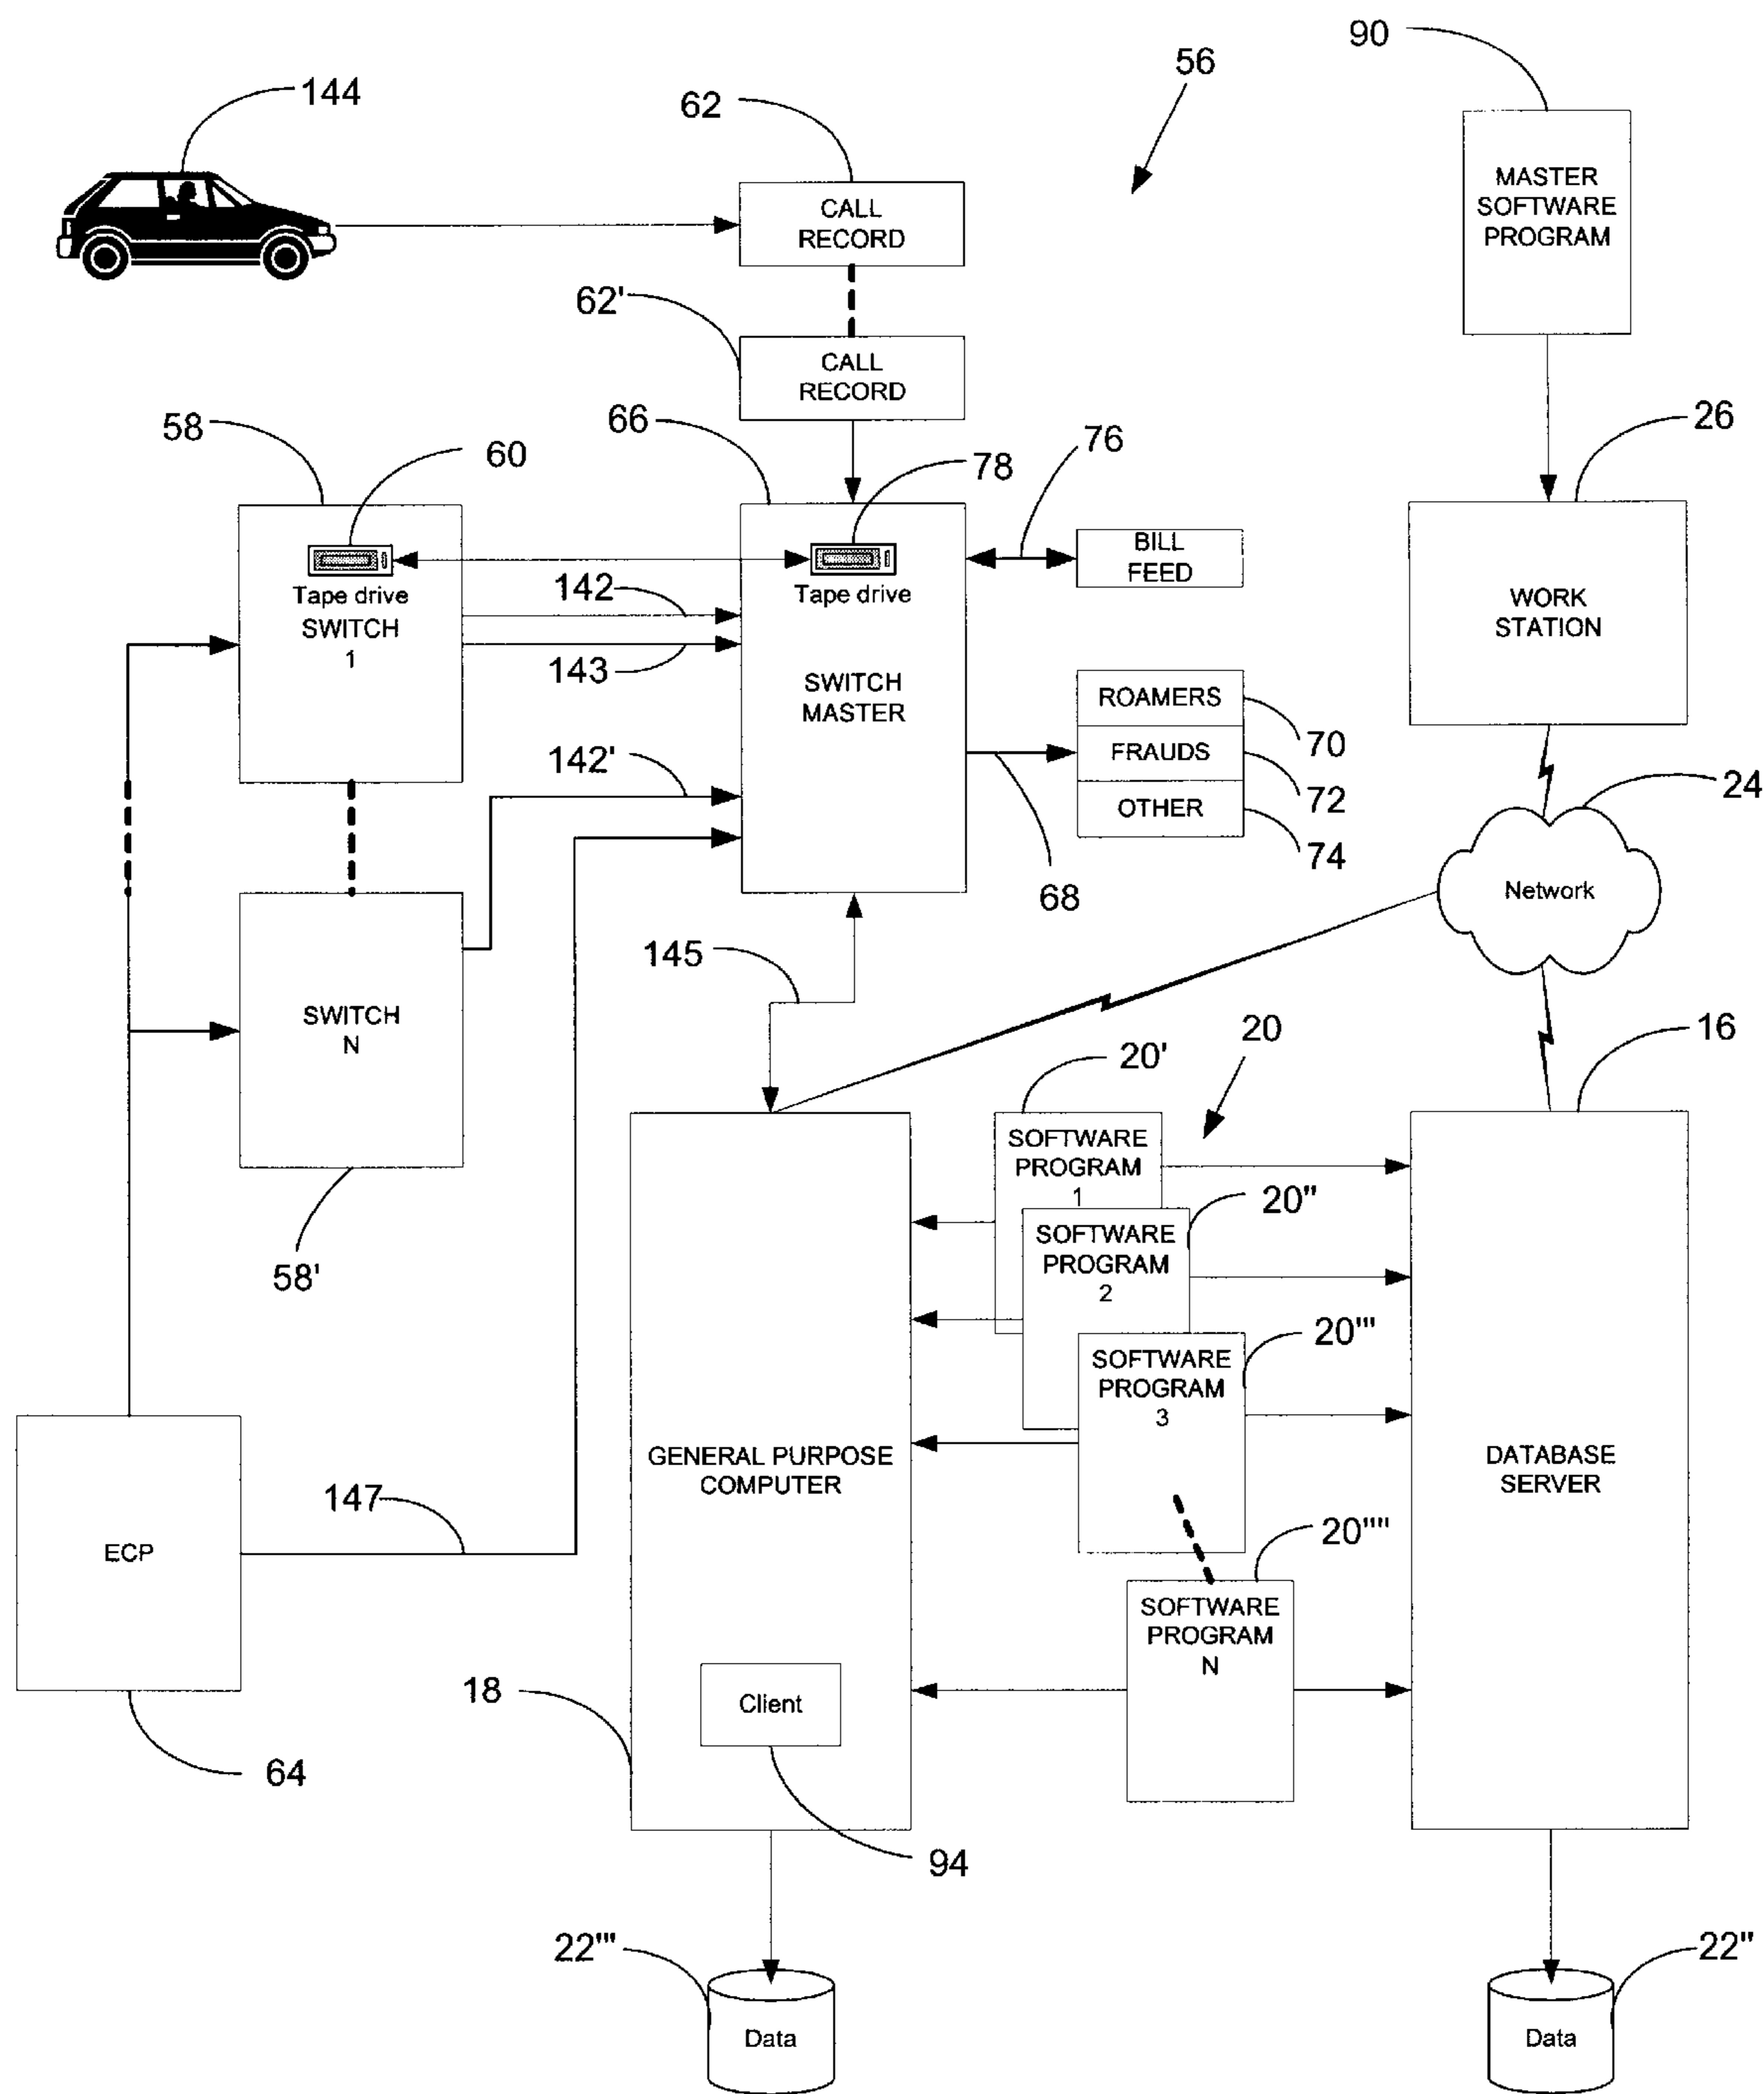 90
56
144
62
MASTER
SOFTWARE
PROGRAM
CALL
RECORD
62'
CALL
RECORD
58
60
66
78
76
26
BILL
FEED
Tape drive
SWITCH
1
142
143
Tape drive
SWITCH
MASTER
WORK
STATION
ROAMERS
FRAUDS
OTHER
70
72
74
142'
68
24
Network
145
SWITCH
N
58'
20'
20
16
SOFTWARE
PROGRAM
1
20"
SOFTWARE
PROGRAM
2
20'"
SOFTWARE
PROGRAM
3
GENERAL PURPOSE
COMPUTER
DATABASE
SERVER
147
ECP
20""
SOFTWARE
PROGRAM
N
18
Client
64
94
22'"
22"
Data
Data